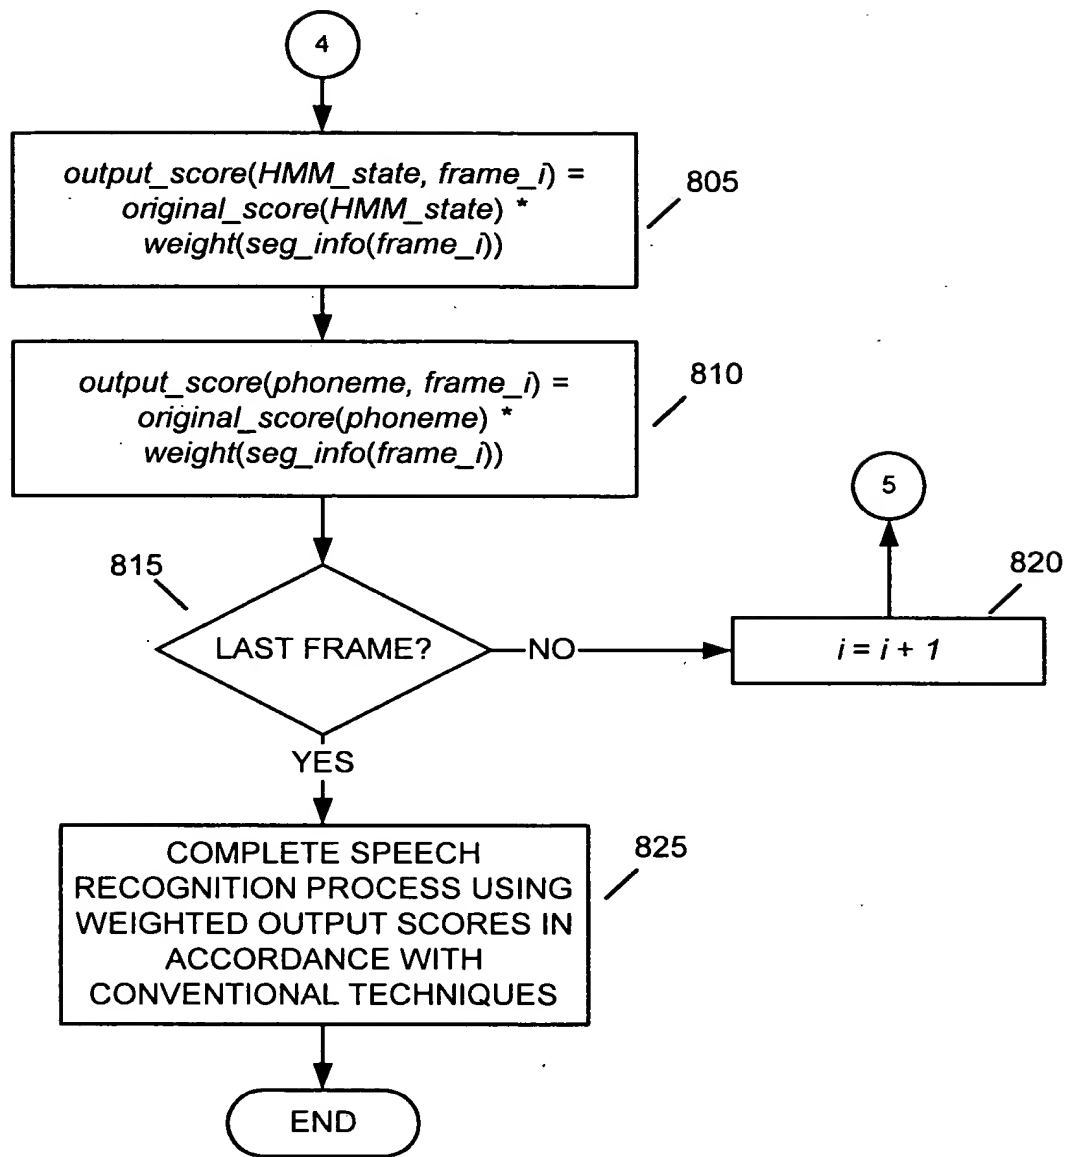 4
output_score(HMM_state, frame_i) =
original_score(HMM_state) *
weight(seg_info(frame_i))
805
output_score(phoneme, frame_i) =
original_score(phoneme) *
weight(seg_info(frame_i))
810
5
815
LAST FRAME?
NO
820
i = i + 1
YES
COMPLETE SPEECH
RECOGNITION PROCESS USING
WEIGHTED OUTPUT SCORES IN
ACCORDANCE WITH
CONVENTIONAL TECHNIQUES
825
END